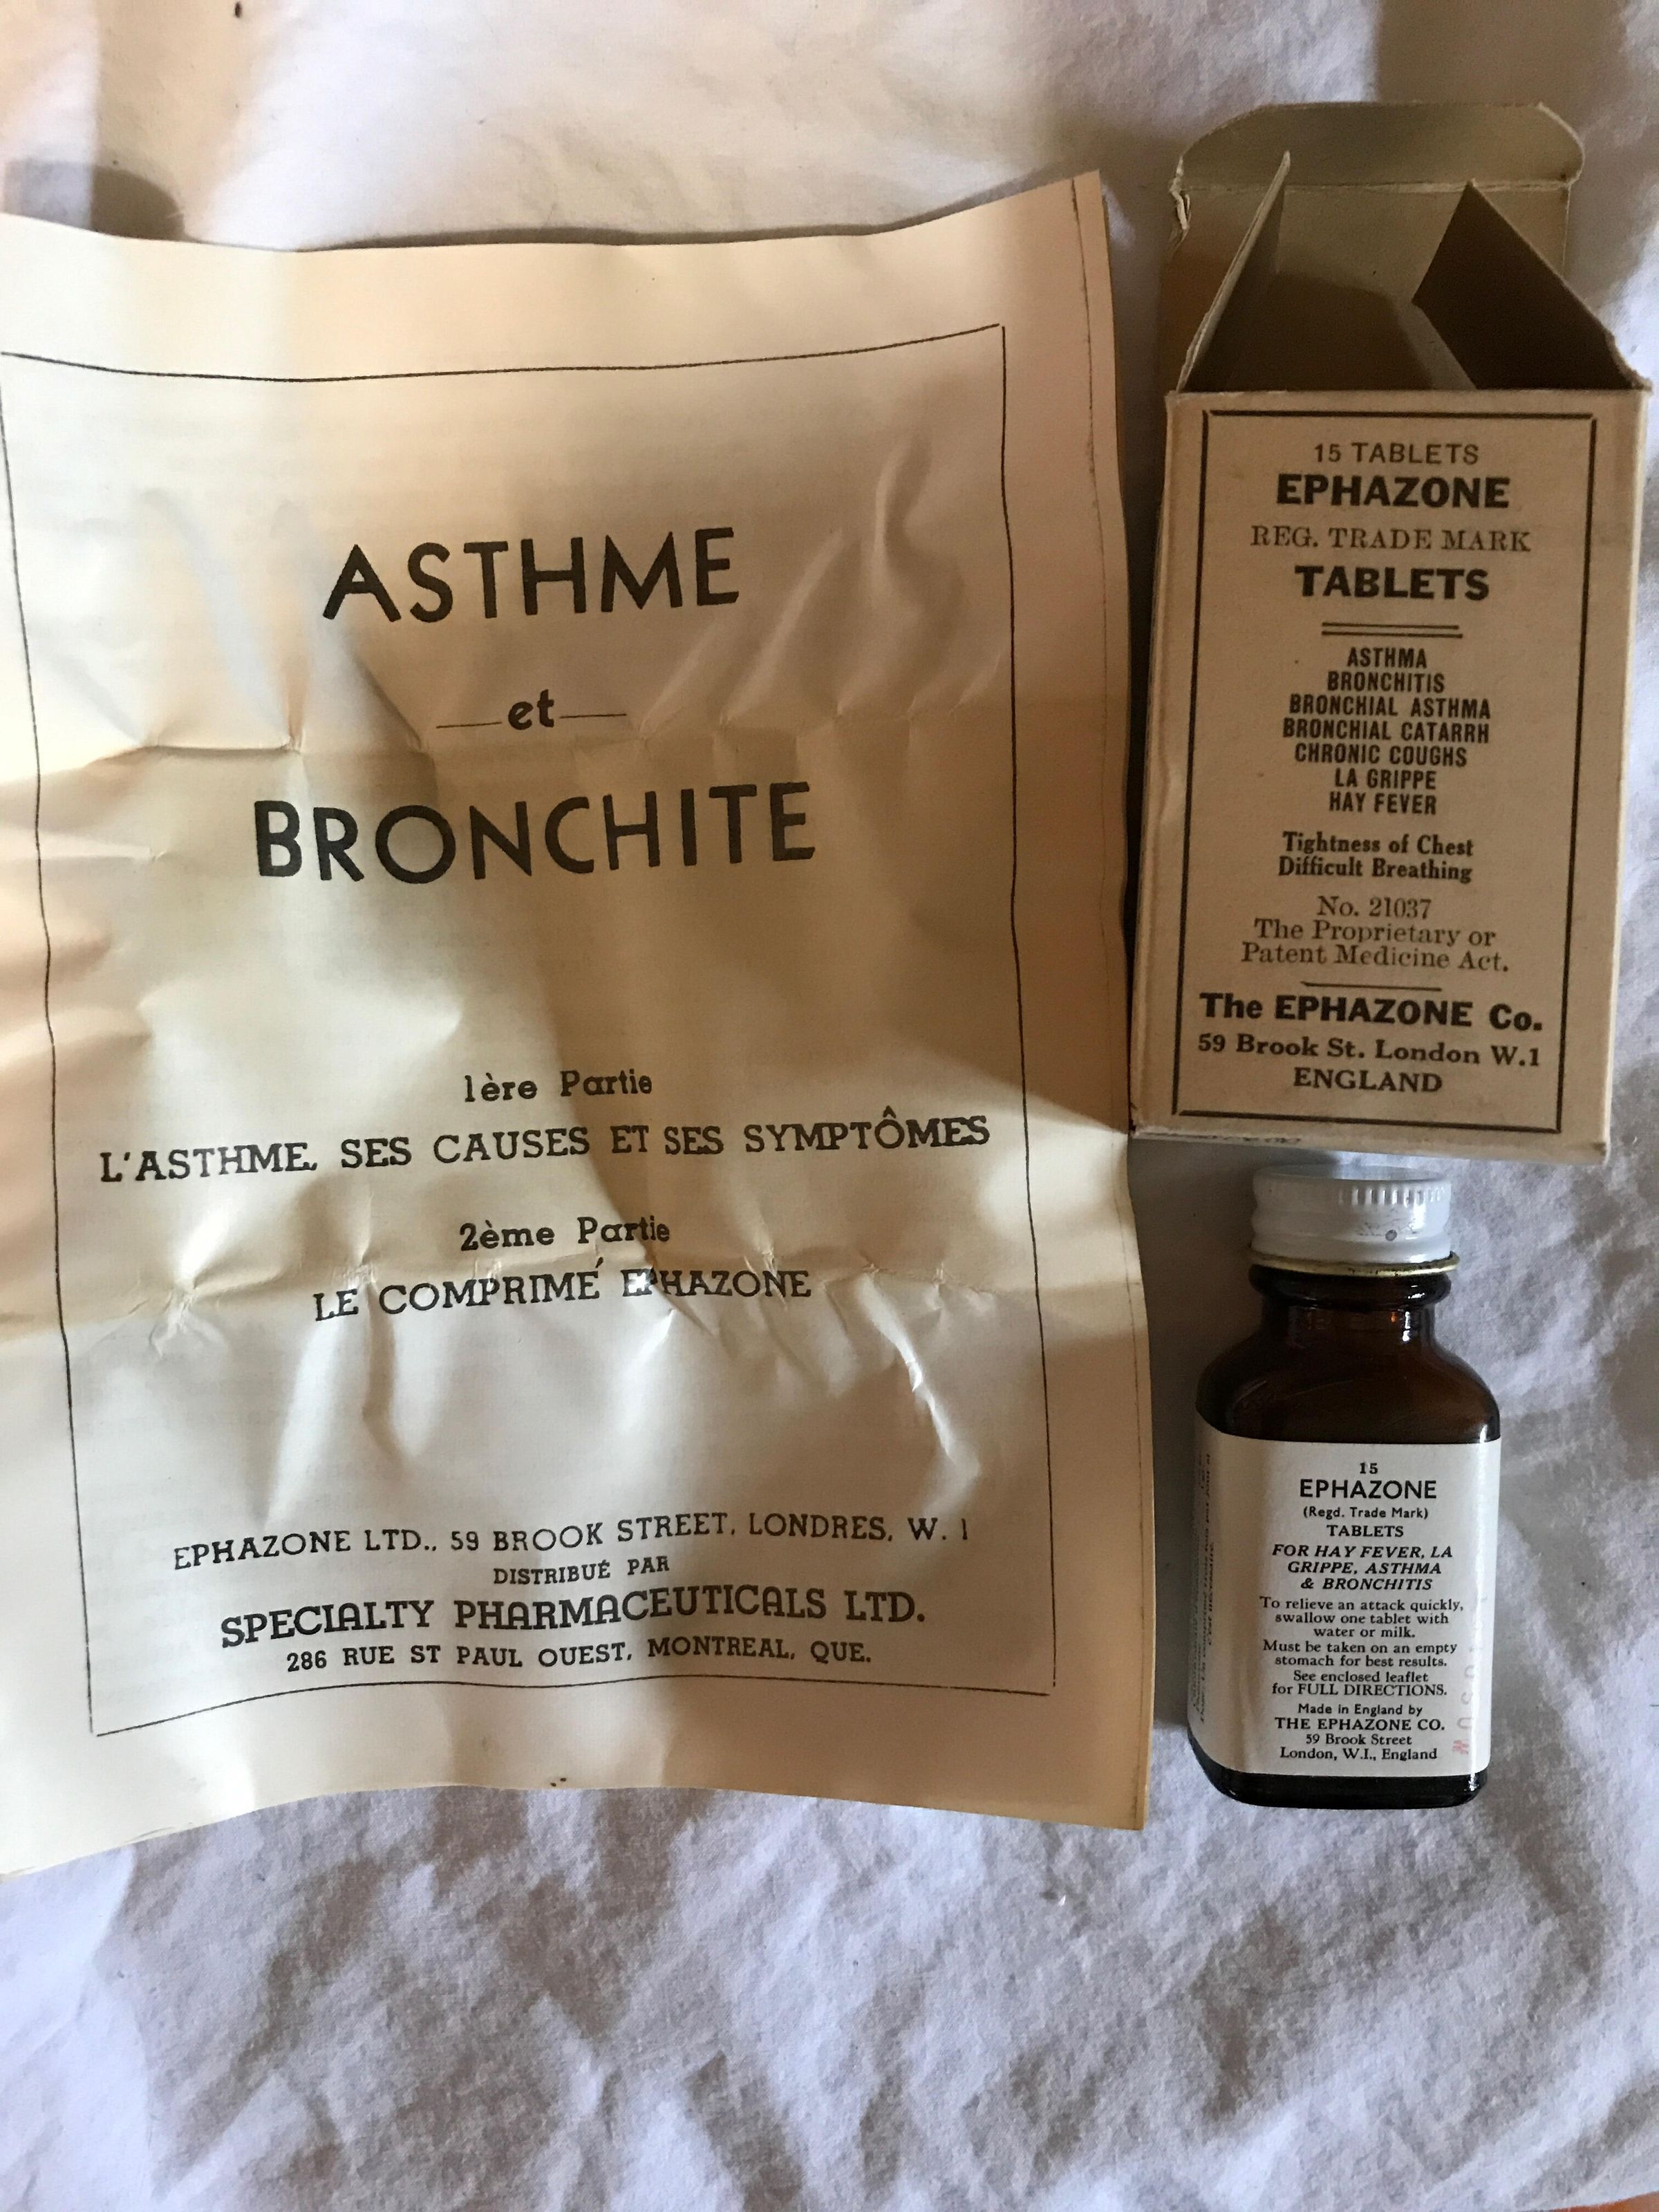 ASTHME
et
BRONCHITE
1ère Partie
L'ASTHME, SES CAUSES ET SES SYMPTÔMES
2ème Partie
LE COMPRIMÉ EPHAZONE
EPHAZONE LTD., 59 BROOK STREET, LONDRES, W. 1
DISTRIBUÉ PAR
SPECIALTY PHARMACEUTICALS LTD.
286 RUE ST PAUL OUEST, MONTREAL, QUE.
15 TABLETS
EPHAZONE
REG. TRADE MARK
TABLETS
ASTHMA
BRONCHITIS
BRONCHIAL ASTHMA
BRONCHIAL CATARRH
CHRONIC COUGHS
LA GRIPPE
HAY FEVER
Tightness of Chest
Difficult Breathing
No. 21037
The Proprietary or
Patent Medicine Act.
The EPHAZONE Co.
59 Brook St. London W.1
ENGLAND
15
EPHAZONE
(Regd. Trade Mark)
TABLETS
FOR HAY FEVER, LA
GRIPPE, ASTHMA
& BRONCHITIS
To relieve an attack quickly,
swallow one tablet with
water or milk.
Must be taken on an empty
stomach for best results.
See enclosed leaflet
for FULL DIRECTIONS.
Made in England by
THE EPHAZONE CO.
59 Brook Street
London, W.I., England